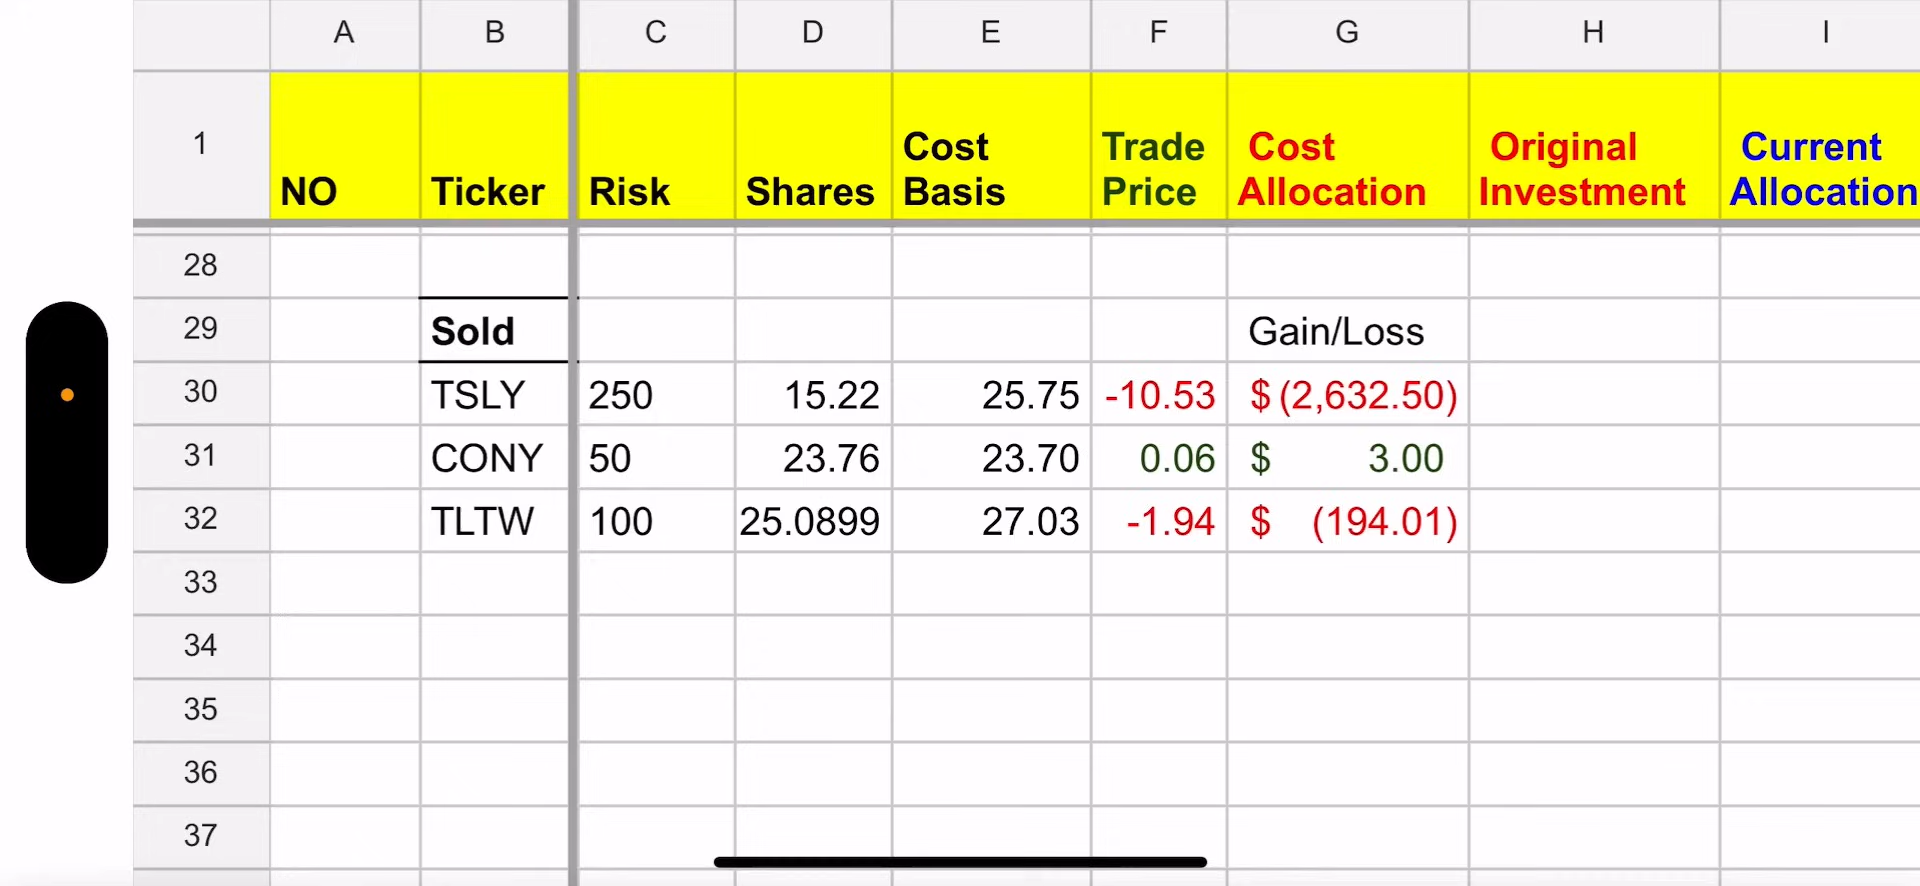 A B C D E F G H I
1 NO Ticker Risk Shares Cost Basis Trade Price Cost Allocation Original Investment Current Allocation
28
29 Sold Gain/Loss
30 TSLY 250 15.22 25.75 -10.53 $ (2,632.50)
31 CONY 50 23.76 23.70 0.06 $ 3.00
32 TLTW 100 25.0899 27.03 -1.94 $ (194.01)
33
34
35
36
37